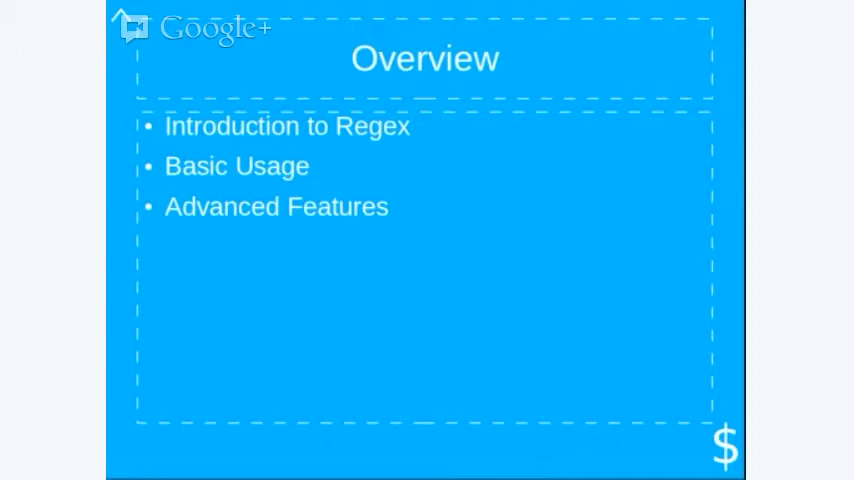 ^
Google+
Overview
• Introduction to Regex
• Basic Usage
• Advanced Features
$